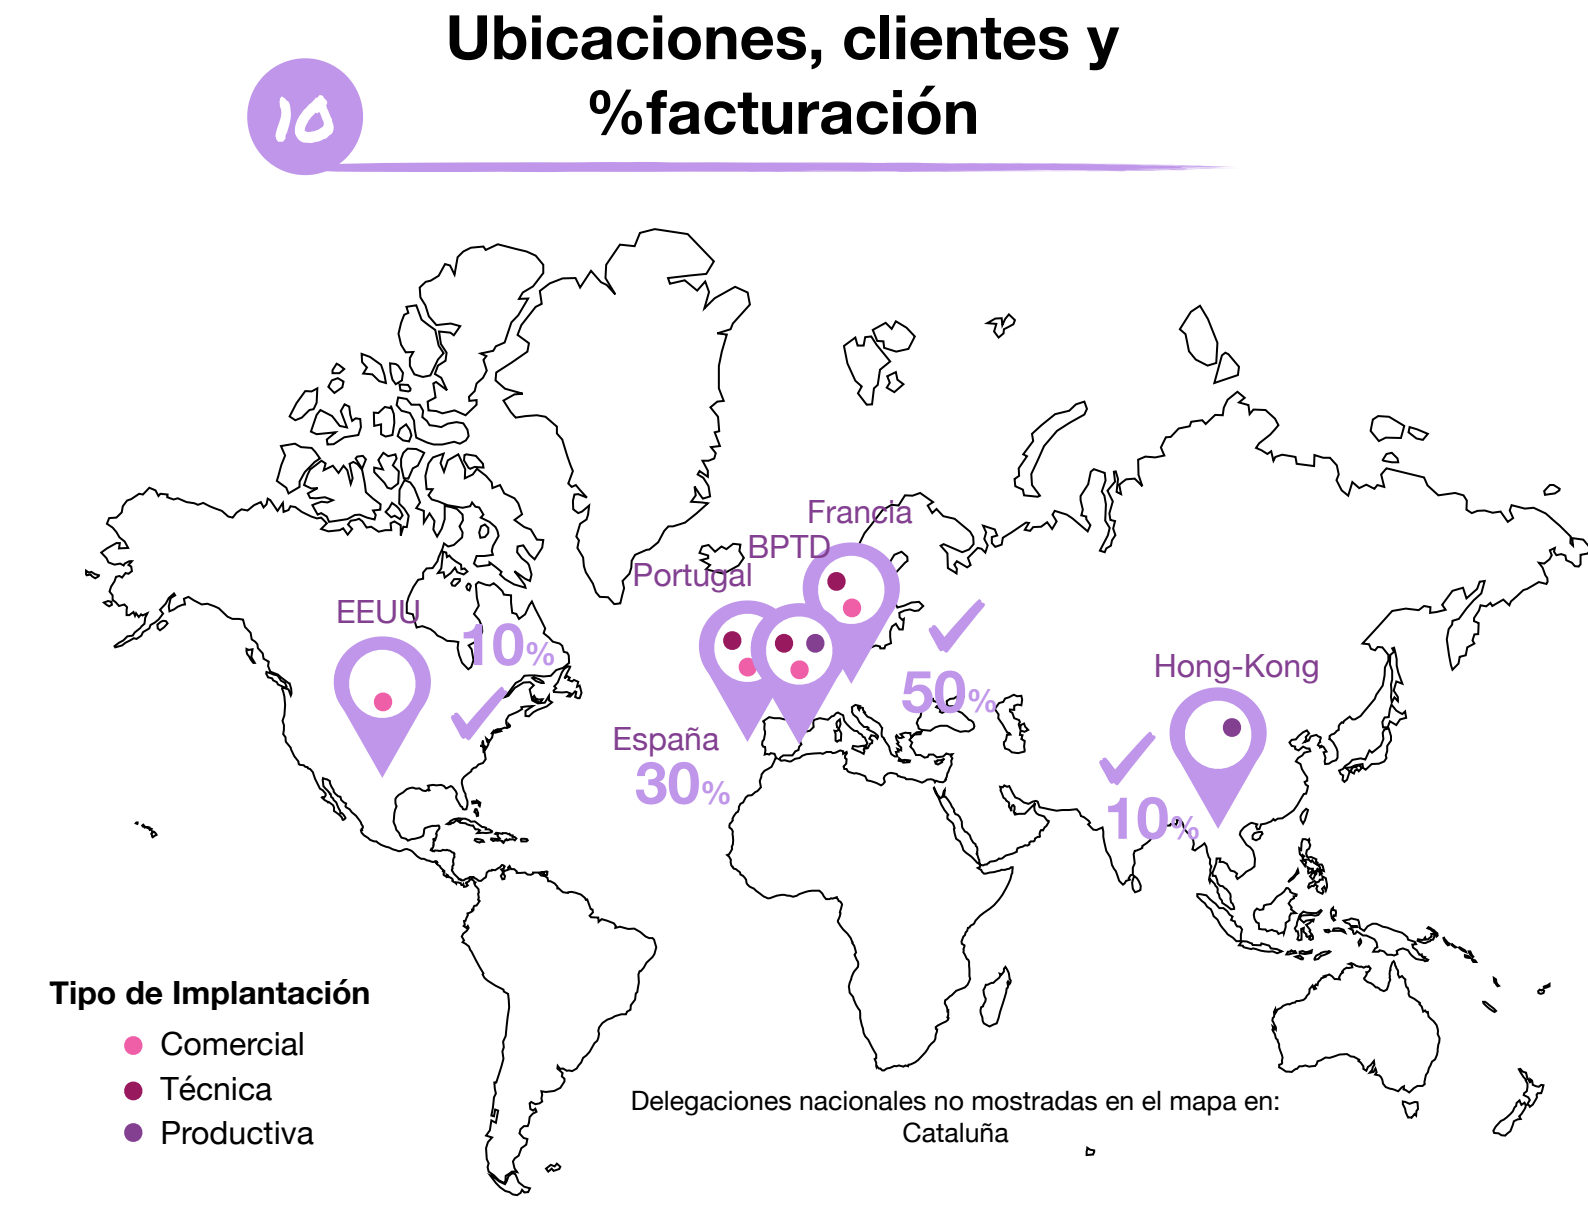 Ubicaciones, clientes y
%facturación
10
Francia
BPTD
Portugal
EEUU
10%
50%
Hong-Kong
España
30%
10%
Tipo de Implantación
Comercial
Técnica
Productiva
Delegaciones nacionales no mostradas en el mapa en:
Cataluña